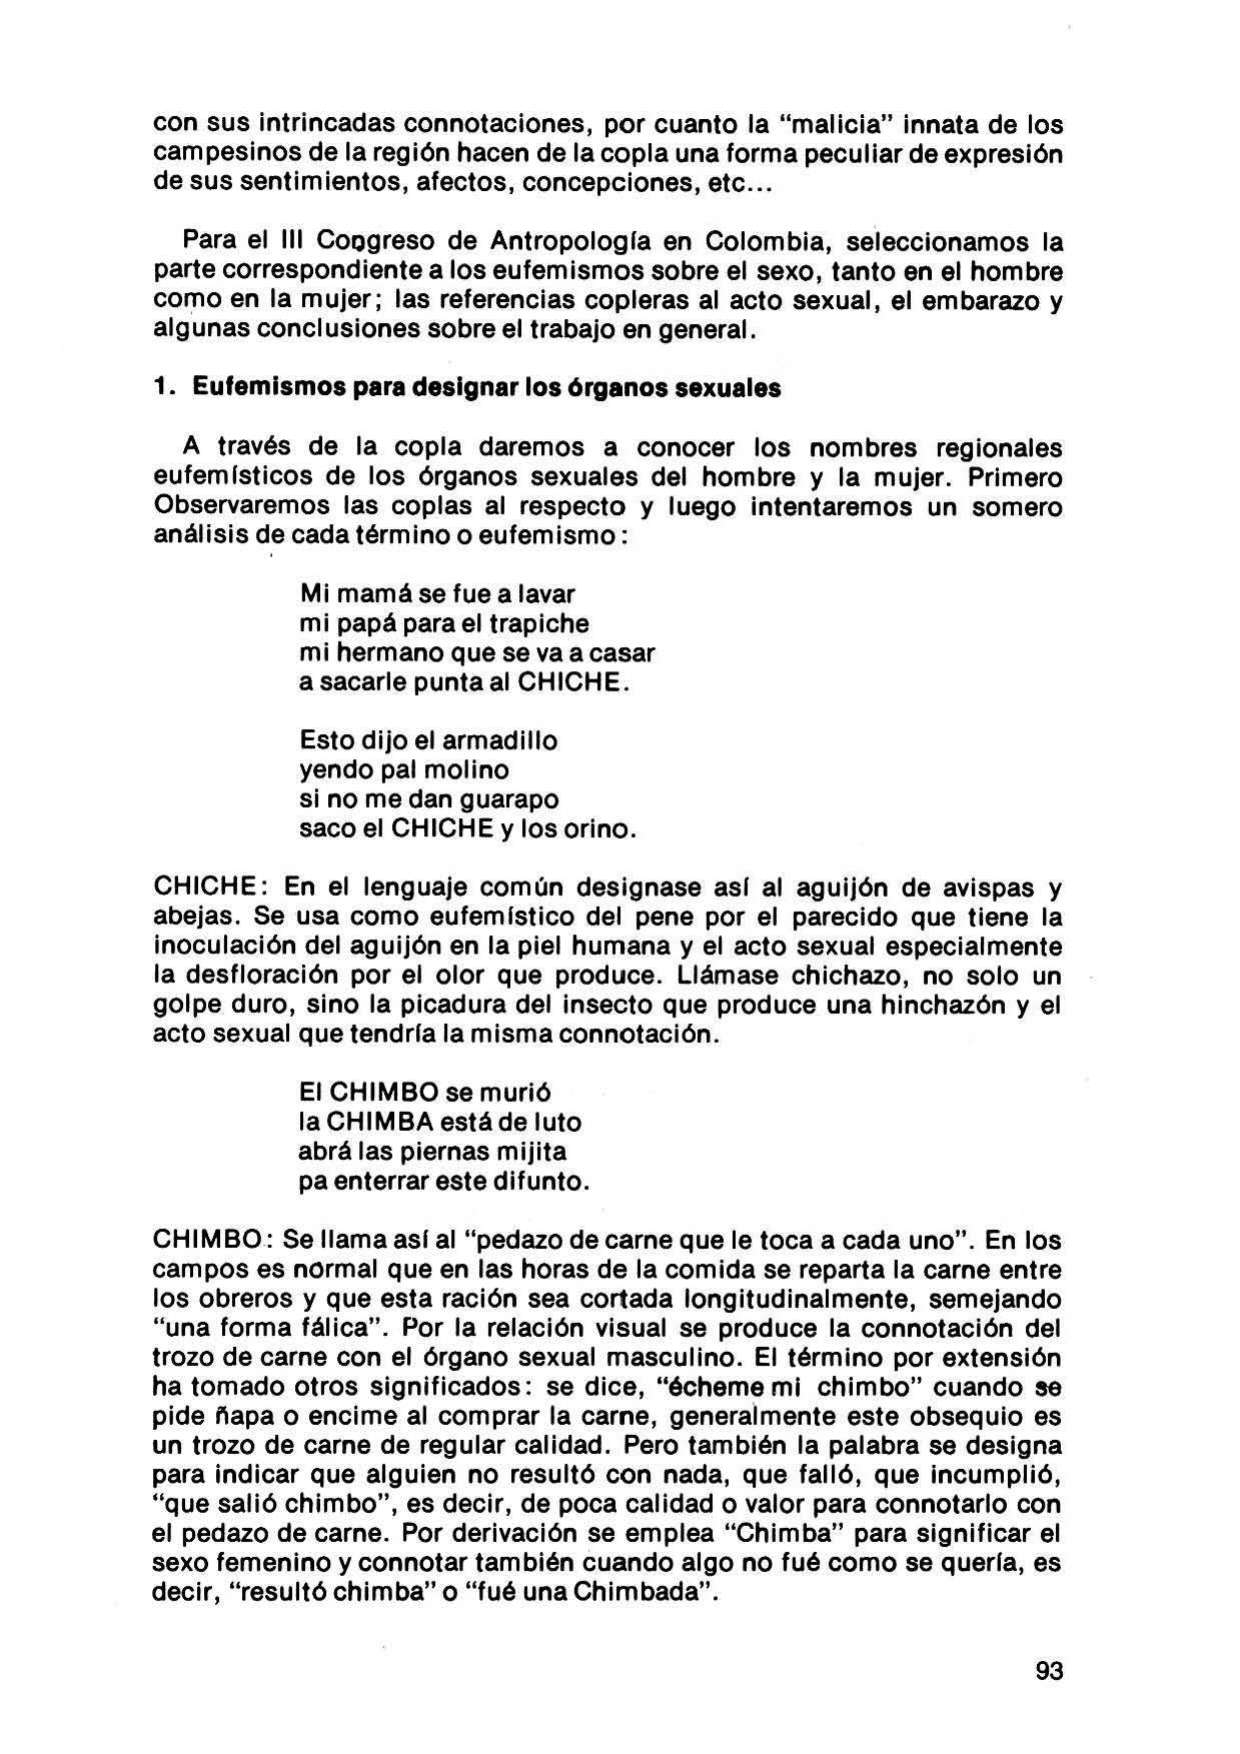 con sus intrincadas connotaciones, por cuanto la “malicia” innata de los
campesinos de la región hacen de la copla una forma peculiar de expresión
de sus sentimientos, afectos, concepciones, etc...
Para el III Congreso de Antropología en Colombia, seleccionamos la
parte correspondiente a los eufemismos sobre el sexo, tanto en el hombre
como en la mujer; las referencias copleras al acto sexual, el embarazo y
algunas conclusiones sobre el trabajo en general.
1. Eufemismos para designar los órganos sexuales
A través de la copla daremos a conocer los nombres regionales
eufemísticos de los órganos sexuales del hombre y la mujer. Primero
Observaremos las coplas al respecto y luego intentaremos un somero
análisis de cada término o eufemismo :
Mi mamá se fue a lavar
mi papá para el trapiche
mi hermano que se va a casar
a sacarle punta al CHICHE.
Esto dijo el armadillo
yendo pal molino
si no me dan guarapo
saco el CHICHE y los orino.
CHICHE: En el lenguaje común designase así al aguijón de avispas y
abejas. Se usa como eufemístico del pene por el parecido que tiene la
inoculación del aguijón en la piel humana y el acto sexual especialmente
la desfloración por el olor que produce. Llámase chichazo, no solo un
golpe duro, sino la picadura del insecto que produce una hinchazón y el
acto sexual que tendría la misma connotación.
El CHIMBO se murió
la CHIMBA está de luto
abrá las piernas mijita
pa enterrar este difunto.
CHIMBO: Se llama así al “pedazo de carne que le toca a cada uno”. En los
campos es normal que en las horas de la comida se reparta la carne entre
los obreros y que esta ración sea cortada longitudinalmente, semejando
“una forma fálica”. Por la relación visual se produce la connotación del
trozo de carne con el órgano sexual masculino. El término por extensión
ha tomado otros significados: se dice, “écheme mi chimbo” cuando se
pide ñapa o encime al comprar la carne, generalmente este obsequio es
un trozo de carne de regular calidad. Pero también la palabra se designa
para indicar que alguien no resultó con nada, que falló, que incumplió,
“que salió chimbo”, es decir, de poca calidad o valor para connotarlo con
el pedazo de carne. Por derivación se emplea “Chimba” para significar el
sexo femenino y connotar también cuando algo no fué como se quería, es
decir, “resultó chimba” o “fué una Chimbada”.
93